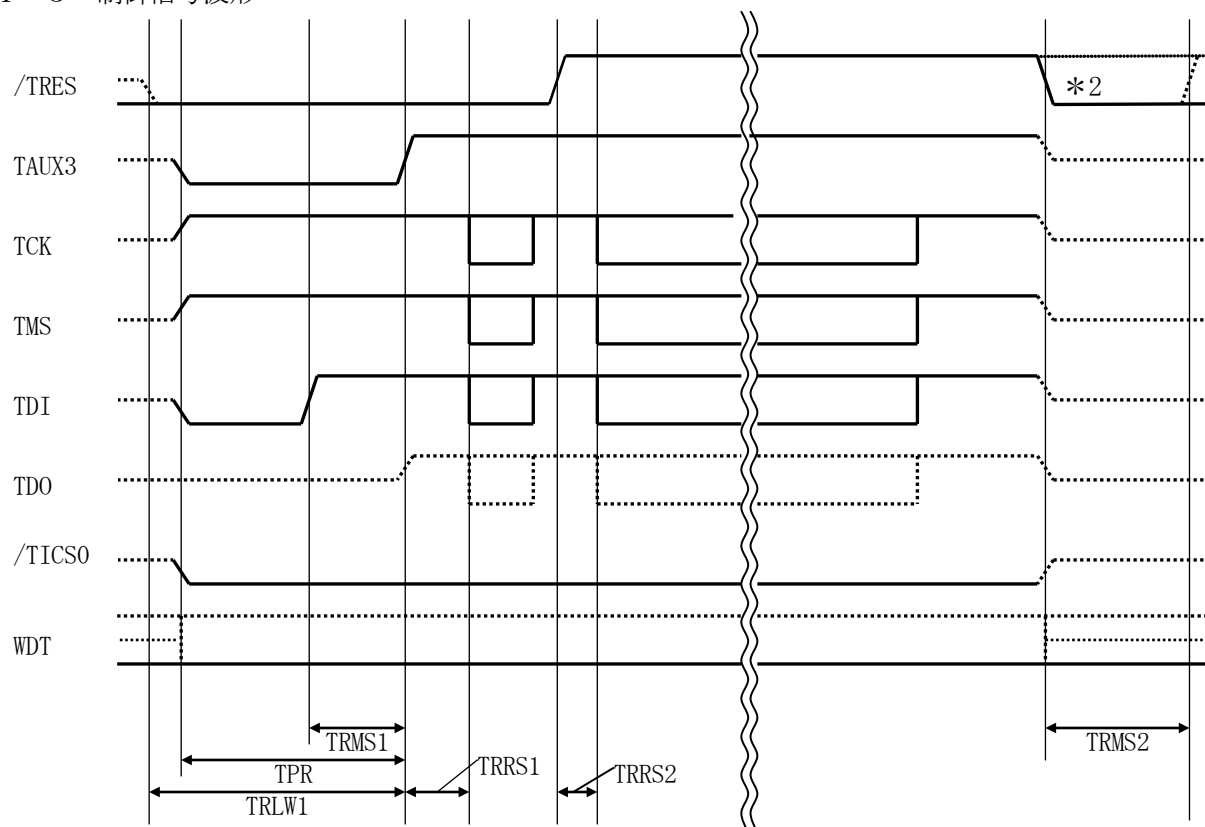 /TRES
＊2
TAUX3
TCK
TMS
TDI
TDO
/TICS0
WDT
TRMS1
TRMS2
TPR
TRRS1
TRRS2
TRLW1